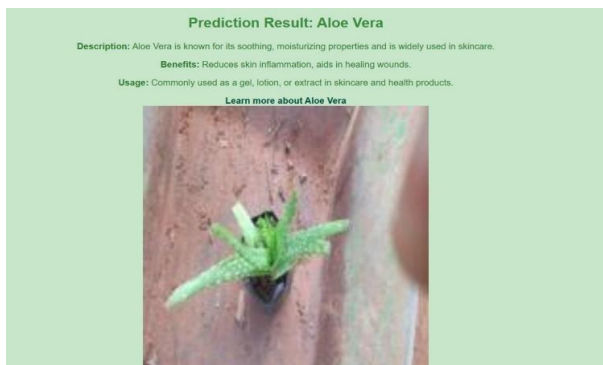 Prediction Result: Aloe Vera
Description: Aloe Vera is known for its soothing, moisturizing properties and is widely used in skincare.
Benefits: Reduces skin inflammation, aids in healing wounds.
Usage: Commonly used as a gel, lotion, or extract in skincare and health products.
Learn more about Aloe Vera